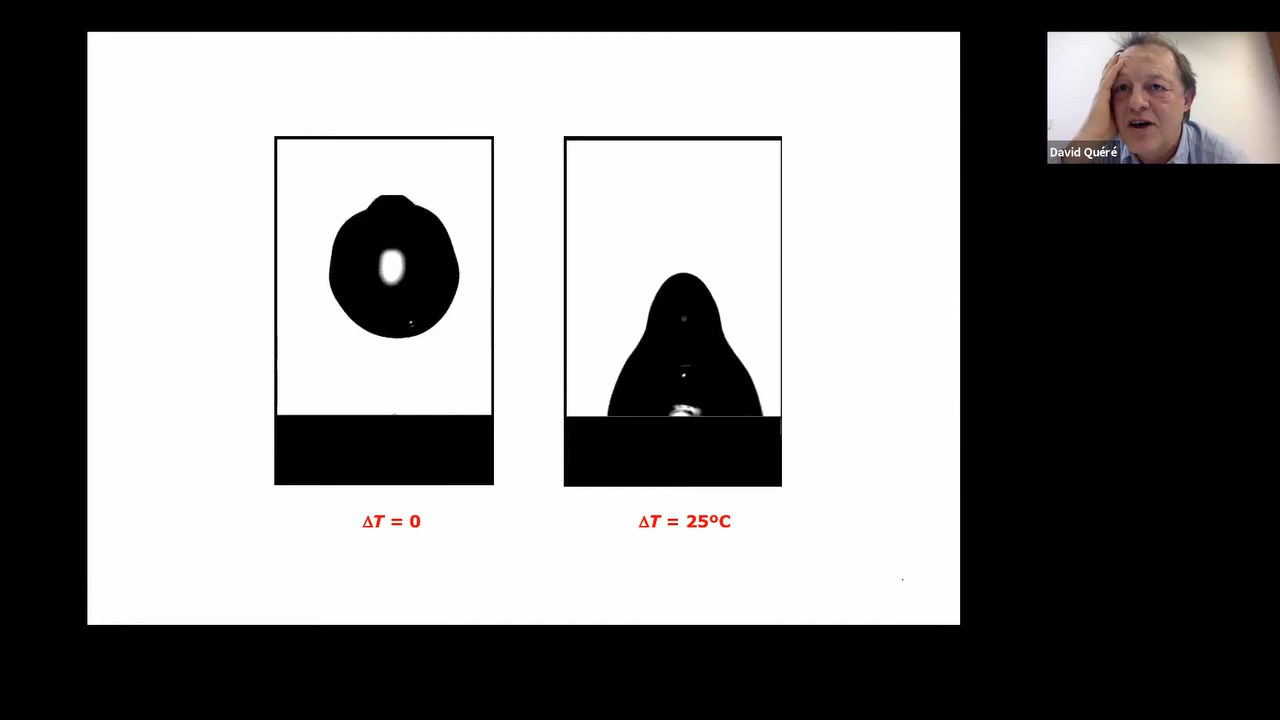 David Quéré
ΔT = 0
ΔT = 25ºC